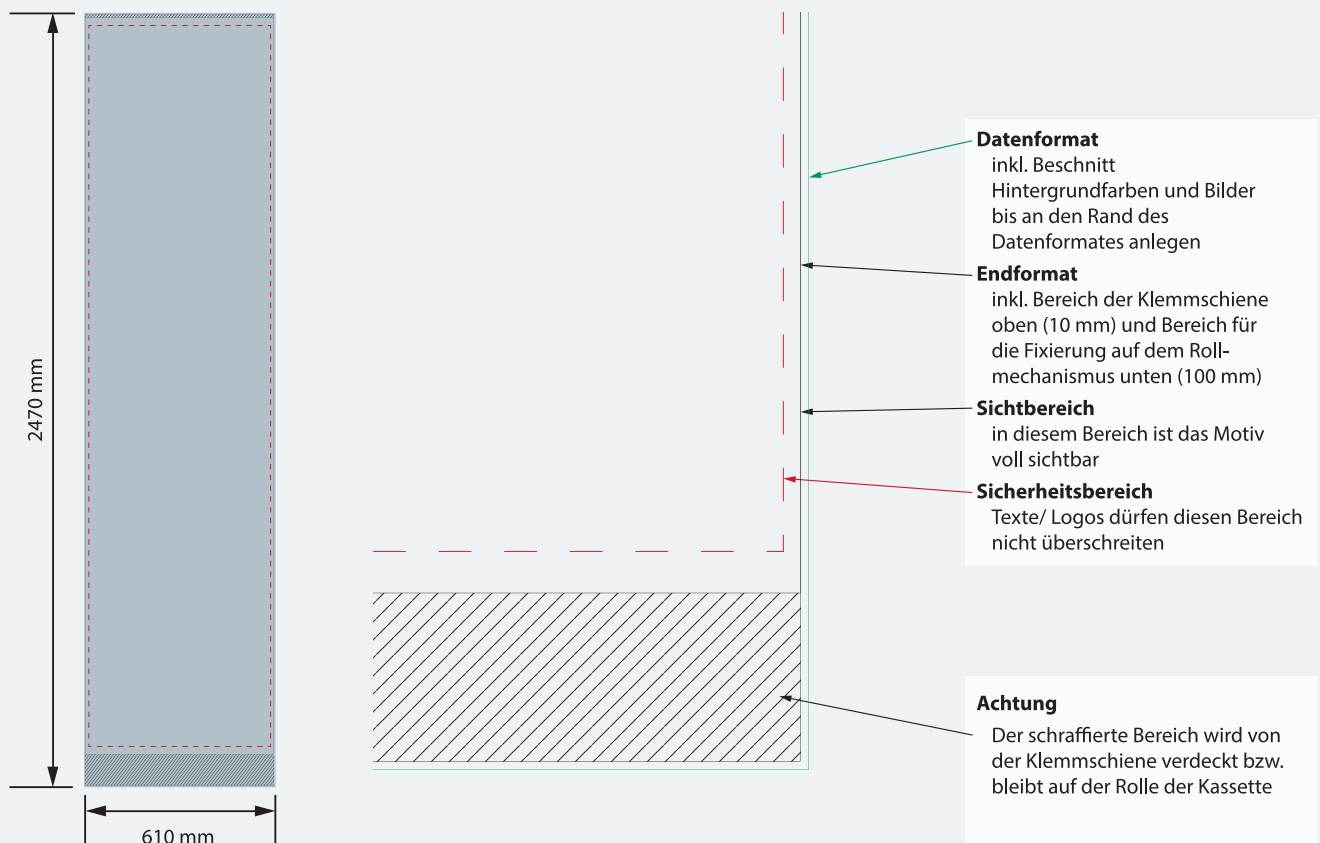 2470 mm
610 mm
Datenformat
inkl. Beschnitt
Hintergrundfarben und Bilder
bis an den Rand des
Datenformates anlegen
Endformat
inkl. Bereich der Klemmschiene
oben (10 mm) und Bereich für
die Fixierung auf dem Roll-
mechanismus unten (100 mm)
Sichtbereich
in diesem Bereich ist das Motiv
voll sichtbar
Sicherheitsbereich
Texte/ Logos dürfen diesen Bereich
nicht überschreiten
Achtung
Der schraffierte Bereich wird von
der Klemmschiene verdeckt bzw.
bleibt auf der Rolle der Kassette